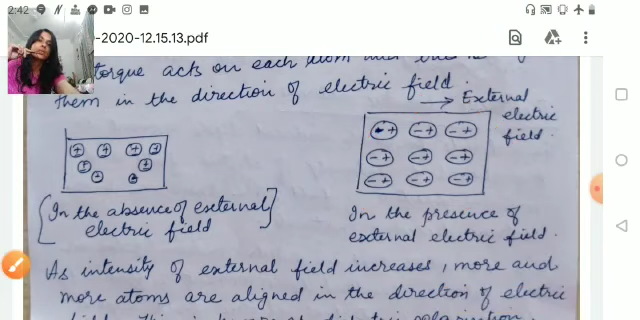 2:42
-2020-12.15.13.pdf
torque acts on each atom and
them in the direction of electric field.
→ External
electric
field.
+ + + +
+ +
+
- + - + - +
- + - + - +
- + - + - +
[In the absence of external
electric field]
In the presence of
external electric field.
As intensity of external field increases, more and
more atoms are aligned in the direction of electric